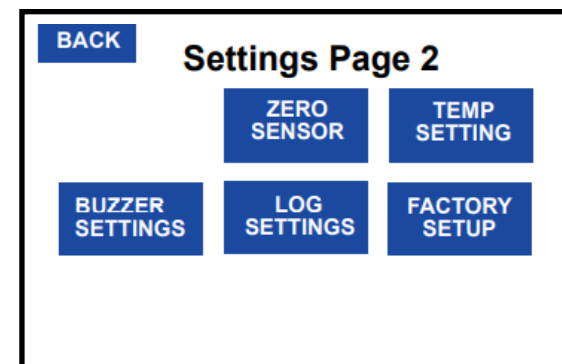 BACK
Settings Page 2
ZERO
SENSOR
TEMP
SETTING
BUZZER
SETTINGS
LOG
SETTINGS
FACTORY
SETUP